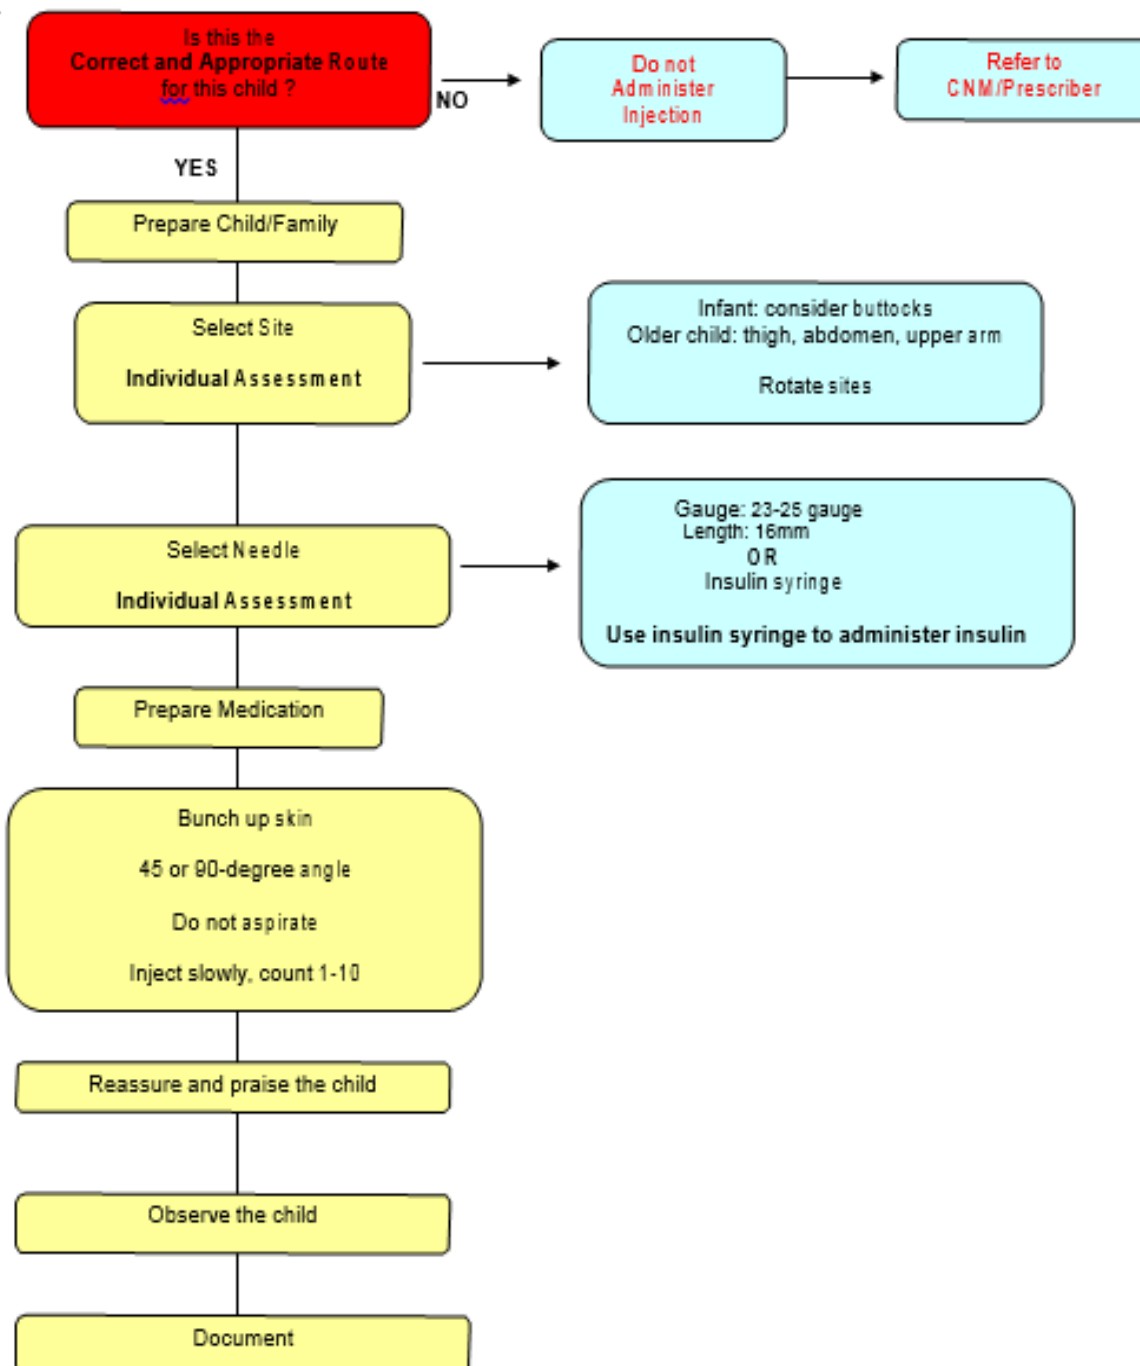 Is this the
Correct and Appropriate Route
for this child ?
NO
Do not
Administer
Injection
Refer to
CNM/Prescriber
YES
Prepare Child/Family
Select Site
Individual Assessment
Infant: consider buttocks
Older child: thigh, abdomen, upper arm
Rotate sites
Select Needle
Individual Assessment
Gauge: 23-25 gauge
Length: 16mm
OR
Insulin syringe
Use insulin syringe to administer insulin
Prepare Medication
Bunch up skin
45 or 90-degree angle
Do not aspirate
Inject slowly, count 1-10
Reassure and praise the child
Observe the child
Document